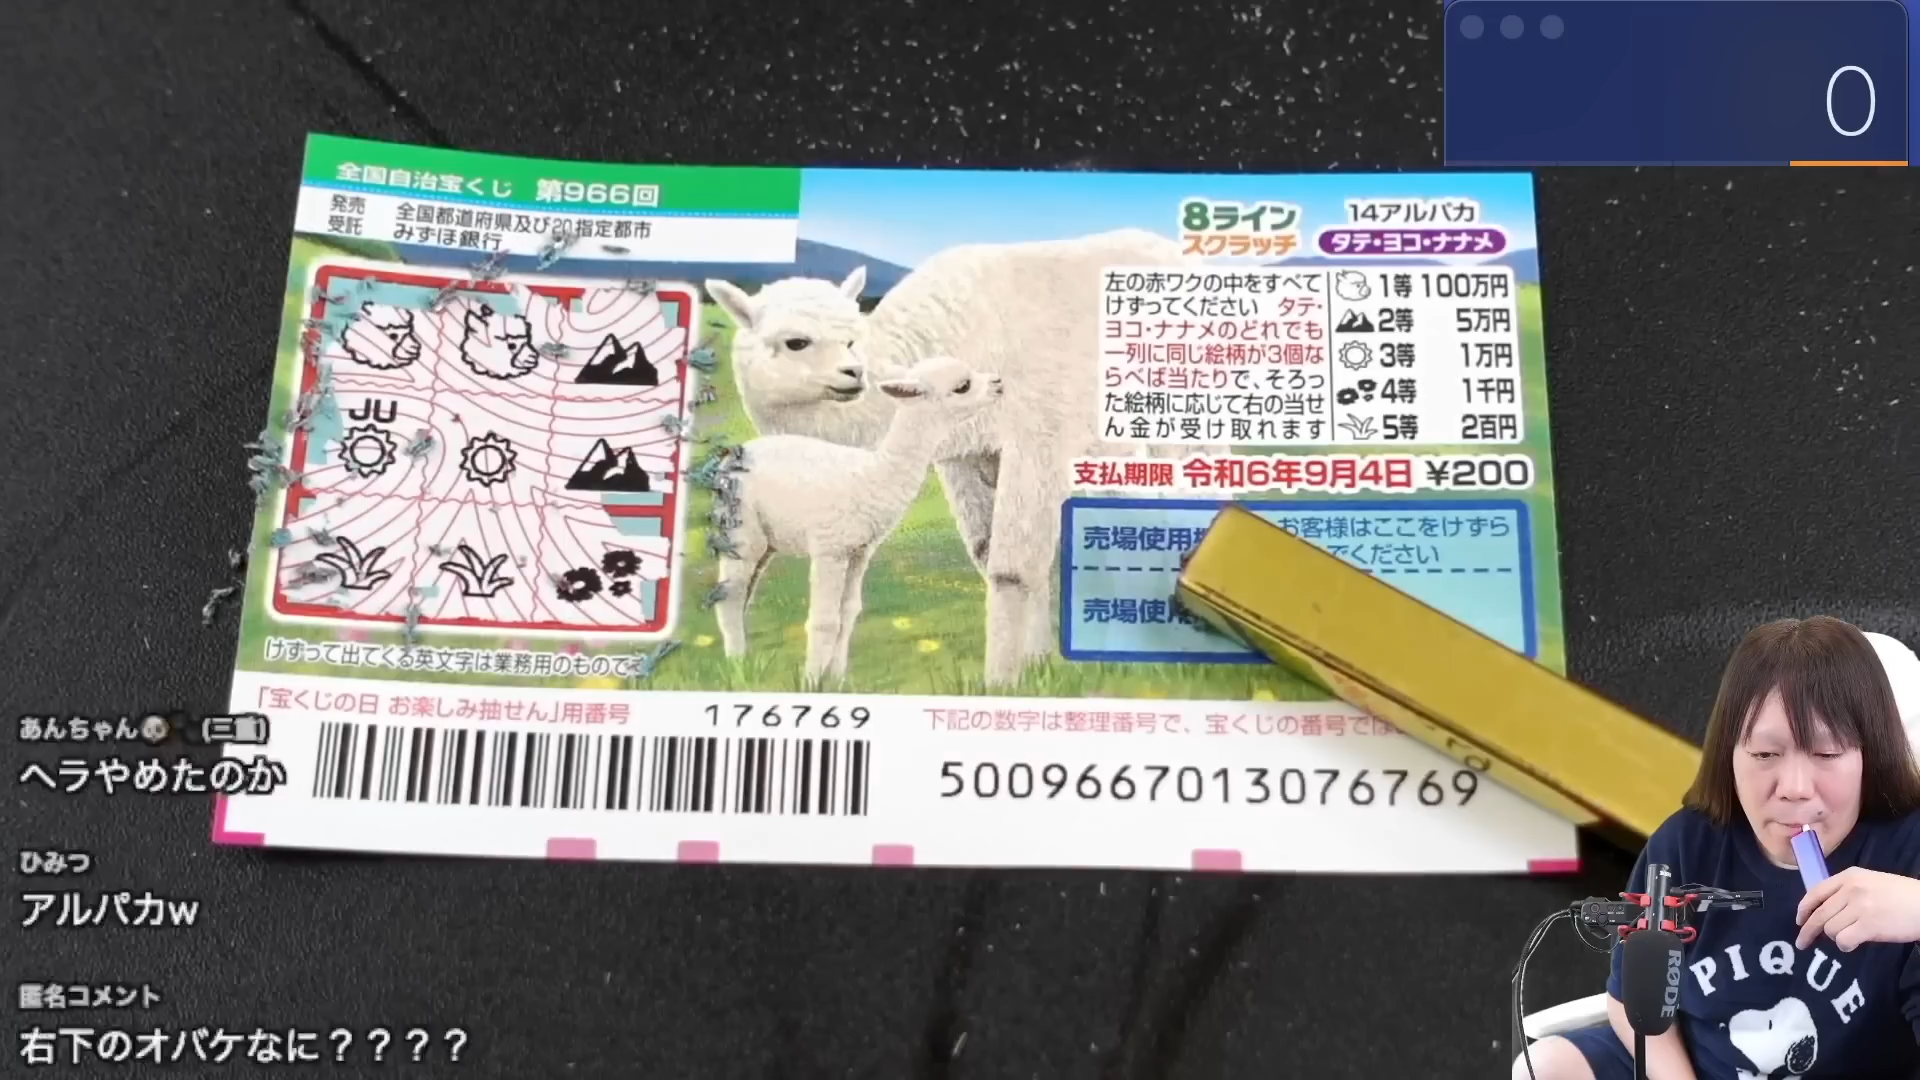 0
全国自治宝くじ 第966回
発売 全国都道府県及び20指定都市
受託 みずほ銀行
8ライン
スクラッチ
14アルパカ
タテ・ヨコ・ナナメ
左の赤ワクの中をすべて
けずってください タテ・
ヨコ・ナナメのどれでも
一列に同じ絵柄が3個な
らべば当たりで、そろっ
た絵柄に応じて右の当せ
ん金が受け取れます
1等 100万円
2等 5万円
3等 1万円
4等 1千円
5等 2百円
JU
支払期限 令和6年9月4日 ¥200
売場使用
お客様はここをけずら
でください
売場使
けずって出てくる英文字は業務用のもので
「宝くじの日 お楽しみ抽せん」用番号
176769
下記の数字は整理番号で、宝くじの番号では
5009667013076769
あんちゃん (三重)
ヘラやめたのか
ひみつ
アルパカw
匿名コメント
右下のオバケなに????
RØDE
PIQUE